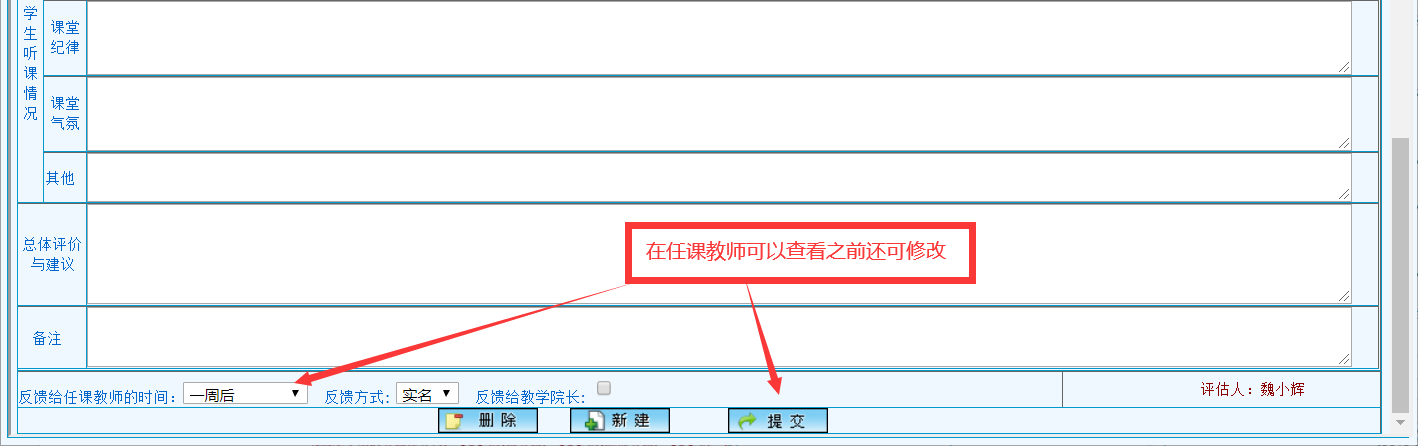 学
生
听
课
情
况
课堂
纪律
课堂
气氛
其他
总体评价
与建议
在任课教师可以查看之前还可修改
备注
反馈给任课教师的时间： 一周后 反馈方式： 实名 反馈给教学院长： 评估人：魏小辉
删 除 新 建 提 交